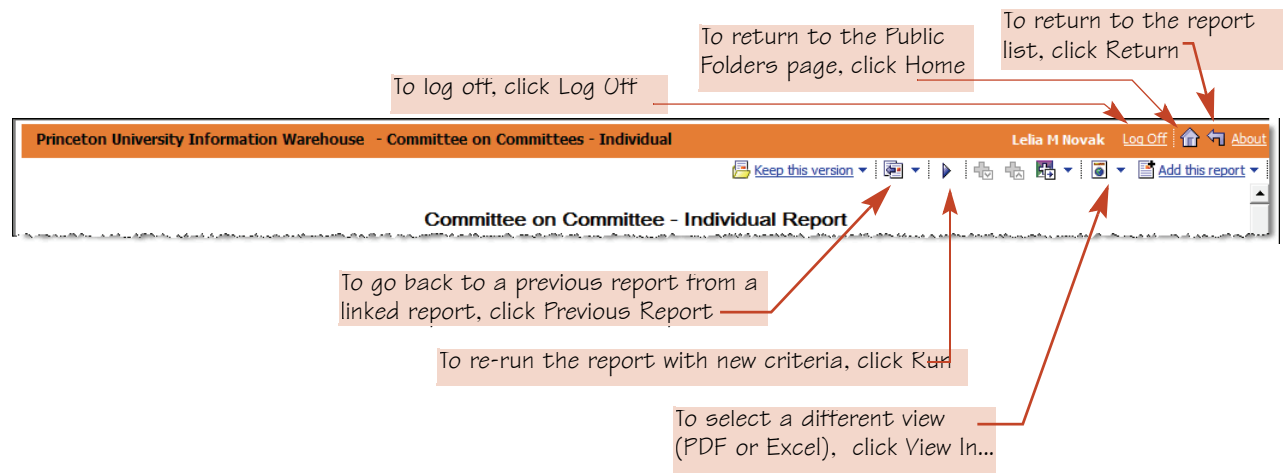 To return to the report
list, click Return
To return to the Public
Folders page, click Home
To log off, click Log Off
Princeton University Information Warehouse - Committee on Committees - Individual
Lelia M Novak Log Off About
Keep this version Add this report
Committee on Committee - Individual Report
To go back to a previous report from a
linked report, click Previous Report
To re-run the report with new criteria, click Run
To select a different view
(PDF or Excel), click View In...